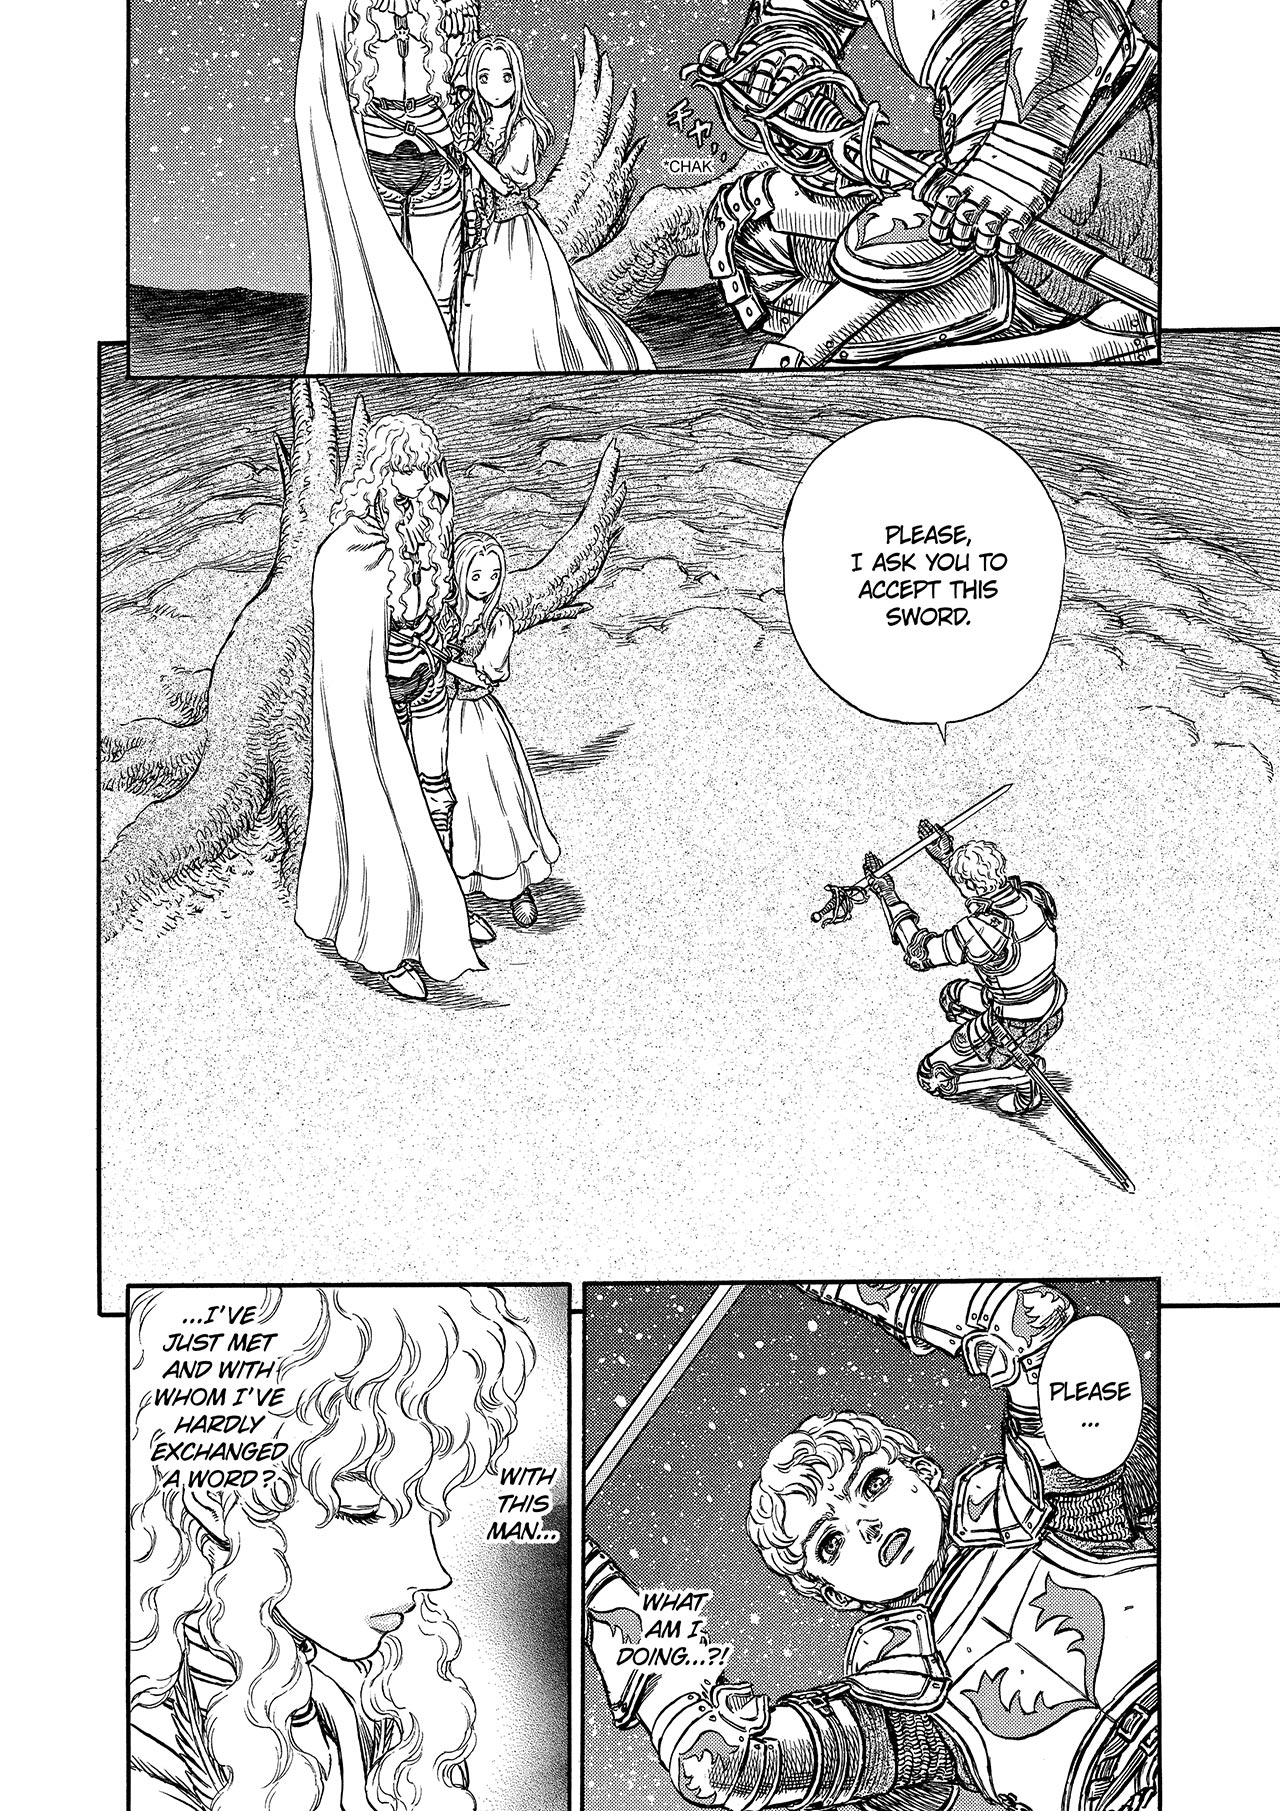 チャ‥
*CHAK
PLEASE,
I ASK YOU TO
ACCEPT THIS
SWORD.
PLEASE
...
WHAT
AM I
DOING...?!
WITH
THIS
MAN...
...I'VE
JUST MET
AND WITH
WHOM I'VE
HARDLY
EXCHANGED
A WORD?